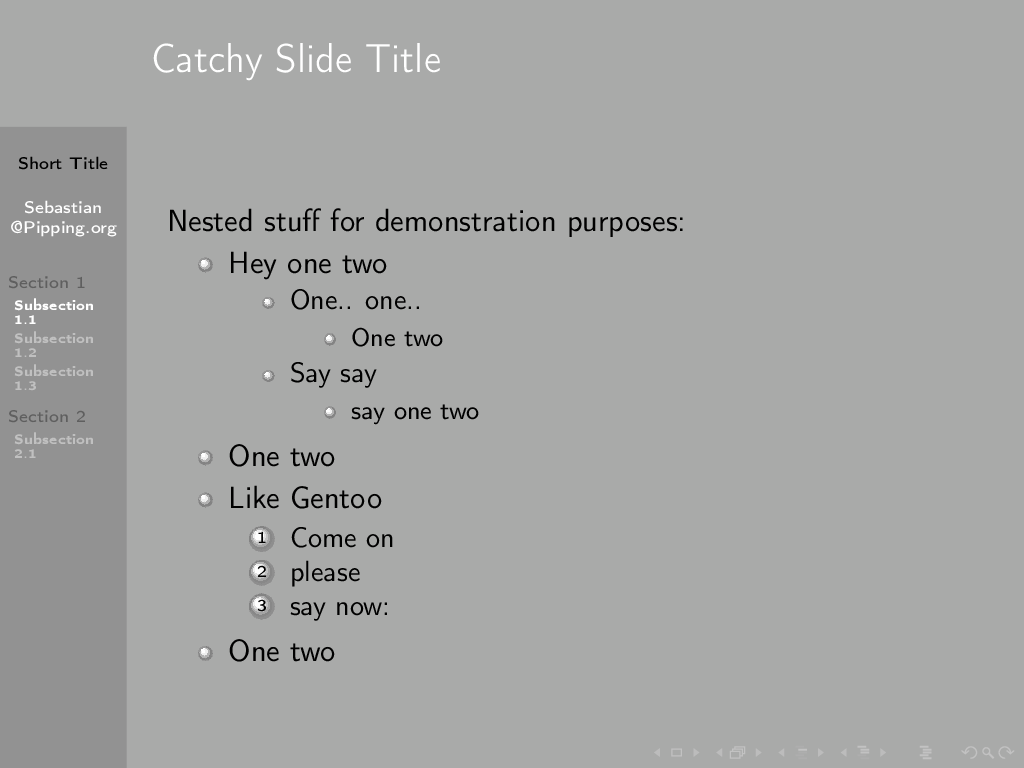 Catchy Slide Title
Short Title
Sebastian
@Pipping.org
Section 1
Subsection
1.1
Subsection
1.2
Subsection
1.3
Section 2
Subsection
2.1
Nested stuff for demonstration purposes:
Hey one two
One.. one..
One two
Say say
say one two
One two
Like Gentoo
1 Come on
2 please
3 say now:
One two